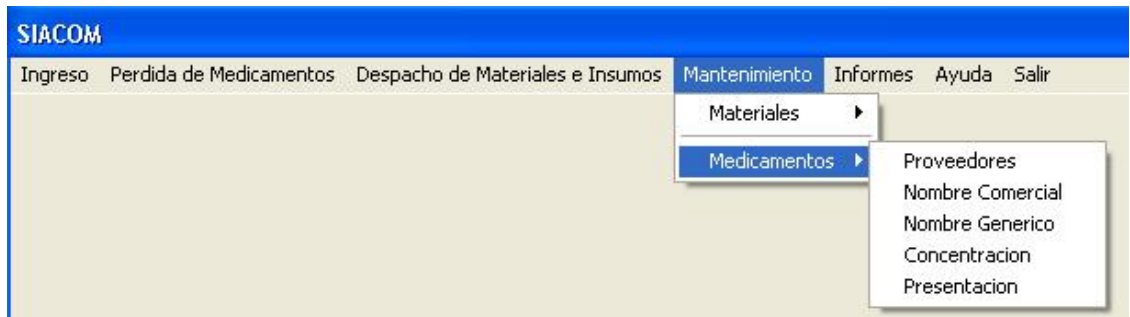 SIACOM
Ingreso Perdida de Medicamentos Despacho de Materiales e Insumos Mantenimiento Informes Ayuda Salir
Materiales
Medicamentos
Proveedores
Nombre Comercial
Nombre Generico
Concentracion
Presentacion